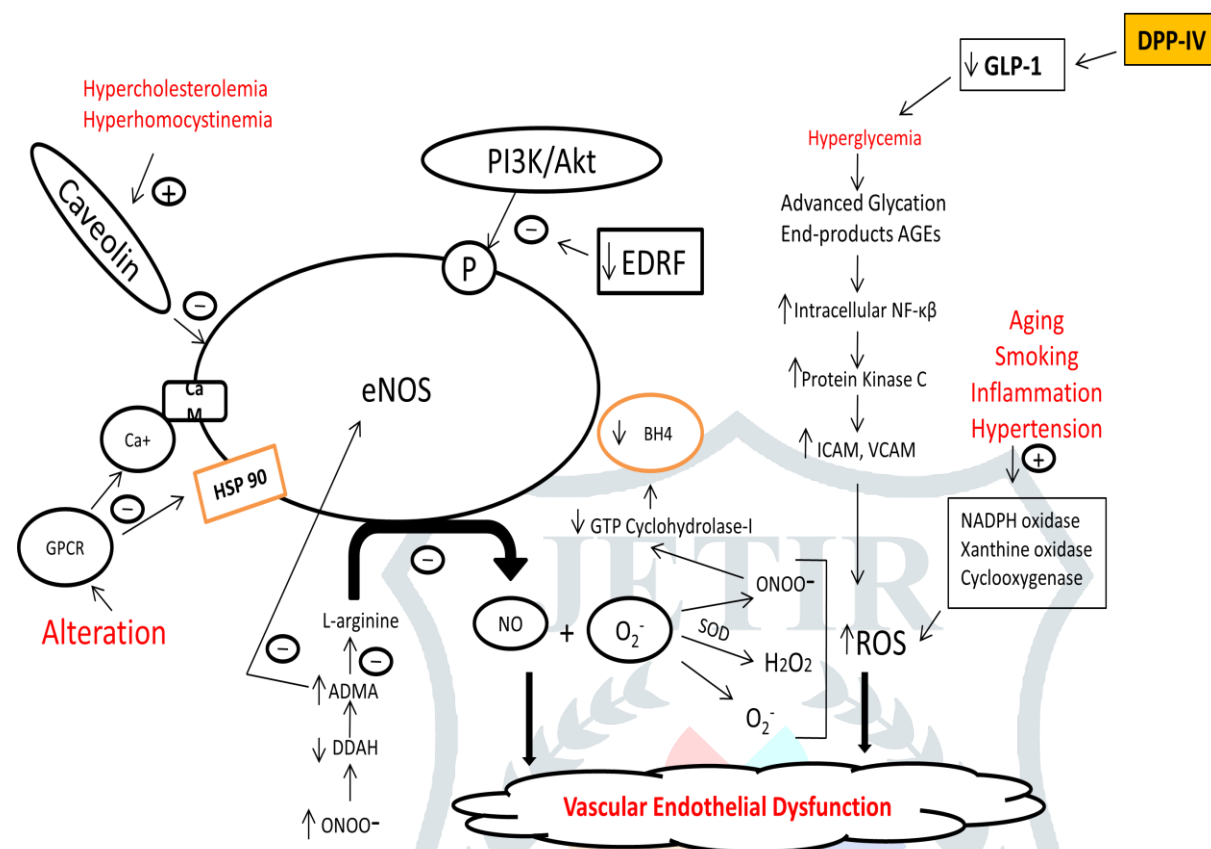 DPP-IV
↓ GLP-1
Hypercholesterolemia
Hyperhomocystinemia
Hyperglycemia
PI3K/Akt
+
Caveolin
Advanced Glycation
End-products AGEs
−
P
↓ EDRF
−
↑ Intracellular NF-κβ
Aging
Smoking
Inflammation
Hypertension
↑ Protein Kinase C
Ca
M
eNOS
↓ BH4
↑ ICAM, VCAM
+
Ca+
HSP 90
−
GPCR
↓ GTP Cyclohydrolase-I
NADPH oxidase
Xanthine oxidase
Cyclooxygenase
−
ONOO−
JETIR
Alteration
L-arginine
NO + O2-
SOD
H2O2
↑ROS
−
−
↑ ADMA
O2-
↓ DDAH
Vascular Endothelial Dysfunction
↑ ONOO−